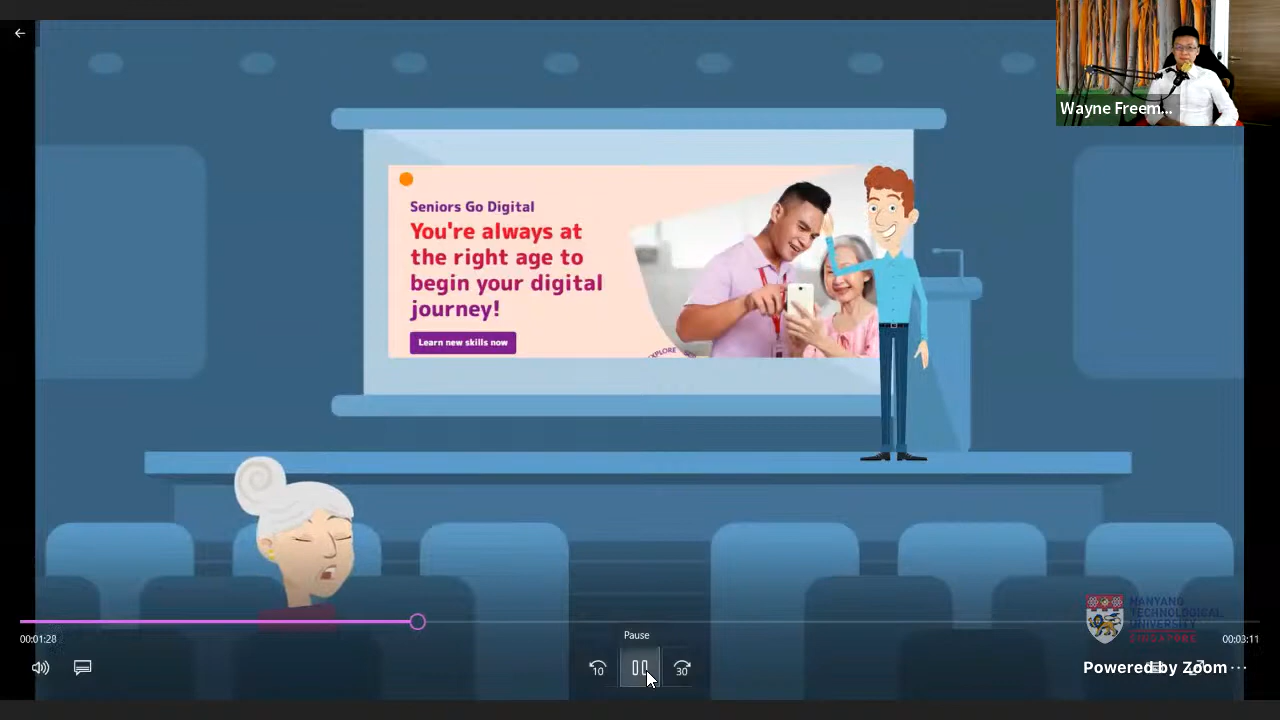 Wayne Freem...
Seniors Go Digital
You're always at
the right age to
begin your digital
journey!
Learn new skills now
EXPLORE
NANYANG
TECHNOLOGICAL
UNIVERSITY
SINGAPORE
Pause
00:01:28
00:03:11
10
30
Powered by Zoom